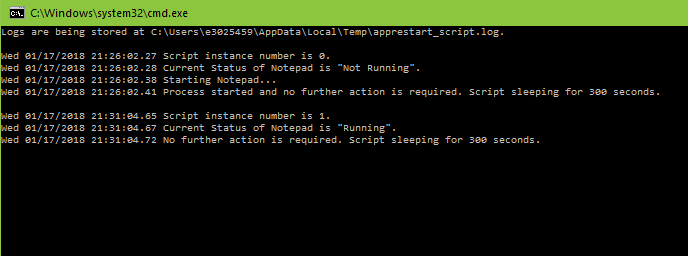 C:\Windows\system32\cmd.exe
Logs are being stored at C:\Users\e3025459\AppData\Local\Temp\apprestart_script.log.
Wed 01/17/2018 21:26:02.27 Script instance number is 0.
Wed 01/17/2018 21:26:02.28 Current Status of Notepad is "Not Running".
Wed 01/17/2018 21:26:02.38 Starting Notepad...
Wed 01/17/2018 21:26:02.41 Process started and no further action is required. Script sleeping for 300 seconds.
Wed 01/17/2018 21:31:04.65 Script instance number is 1.
Wed 01/17/2018 21:31:04.67 Current Status of Notepad is "Running".
Wed 01/17/2018 21:31:04.72 No further action is required. Script sleeping for 300 seconds.